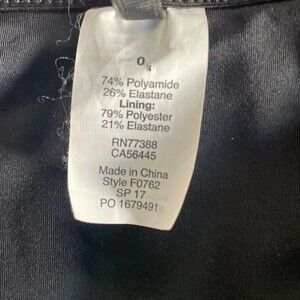 0
74% Polyamide
26% Elastane
Lining:
79% Polyester
21% Elastane
RN77388
CA56445
Made in China
Style F0762
SP 17
PO 1679491